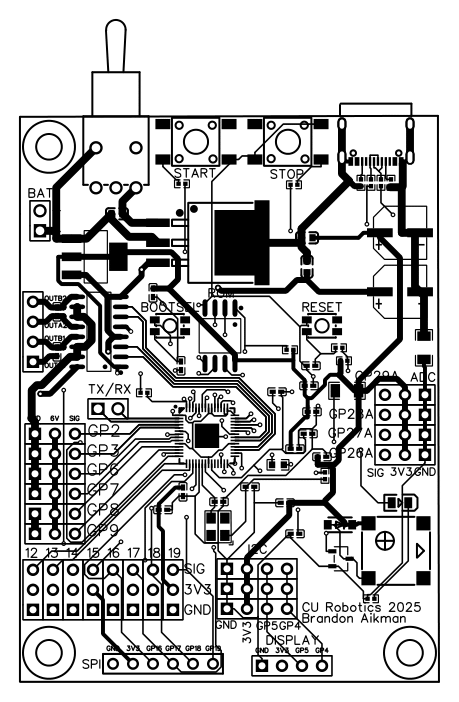 START
STOP
BAT
OUTB2
OUTA2
OUTB1
BOOTSEL
ROM
RESET
TX/RX
GP29A ADC
GP28A
GP27A
GP26A
SIG 3V3 GND
6V SIG
GP2
GP3
GP6
GP7
GP8
GP9
12 13 14 15 16 17 18 19
SIG
3V3
GND
I2C
GND 3V3 GP5 GP4
CU Robotics 2025
Brandon Aikman
DISPLAY
GND 3V3 GP5 GP4
SPI
GND 3V3 GP16 GP17 GP18 GP19